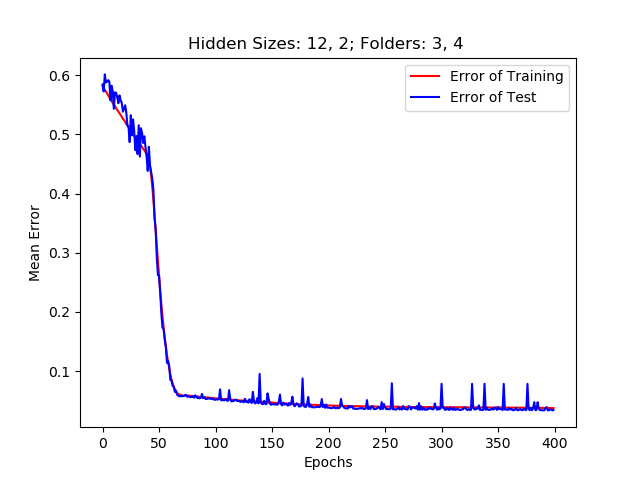 Hidden Sizes: 12, 2; Folders: 3, 4
Error of Training
Error of Test
Mean Error
0.6
0.5
0.4
0.3
0.2
0.1
0 50 100 150 200 250 300 350 400
Epochs